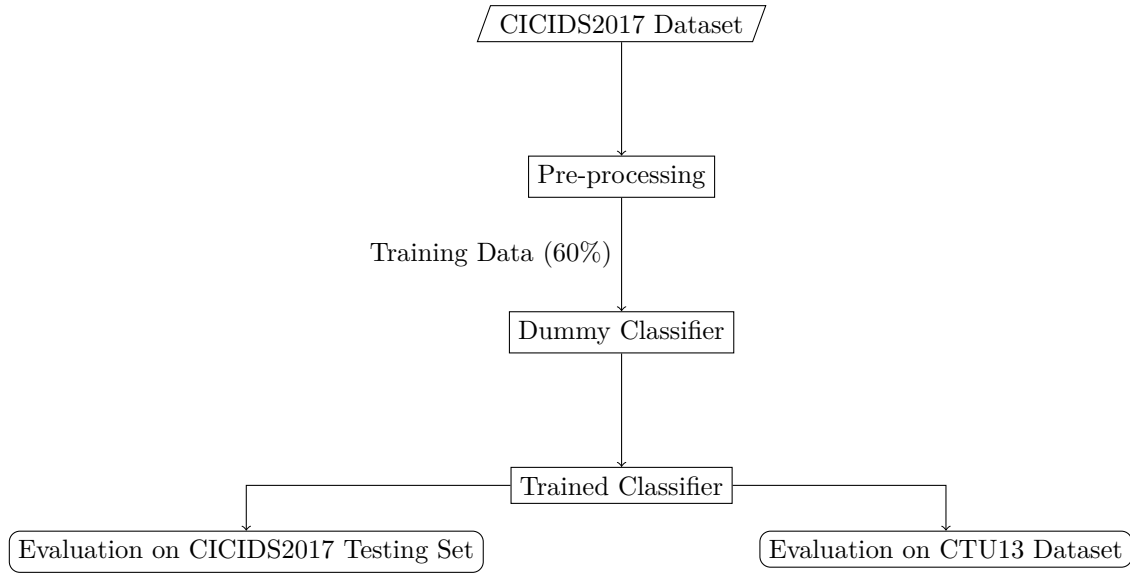 CICIDS2017 Dataset
Pre-processing
Training Data (60%)
Dummy Classifier
Trained Classifier
Evaluation on CICIDS2017 Testing Set
Evaluation on CTU13 Dataset